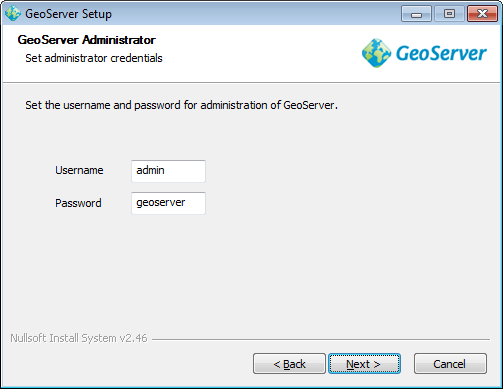 GeoServer Setup
GeoServer Administrator
Set administrator credentials
GeoServer
Set the username and password for administration of GeoServer.
Username admin
Password geoserver
Nullsoft Install System v2.46
< Back Next > Cancel